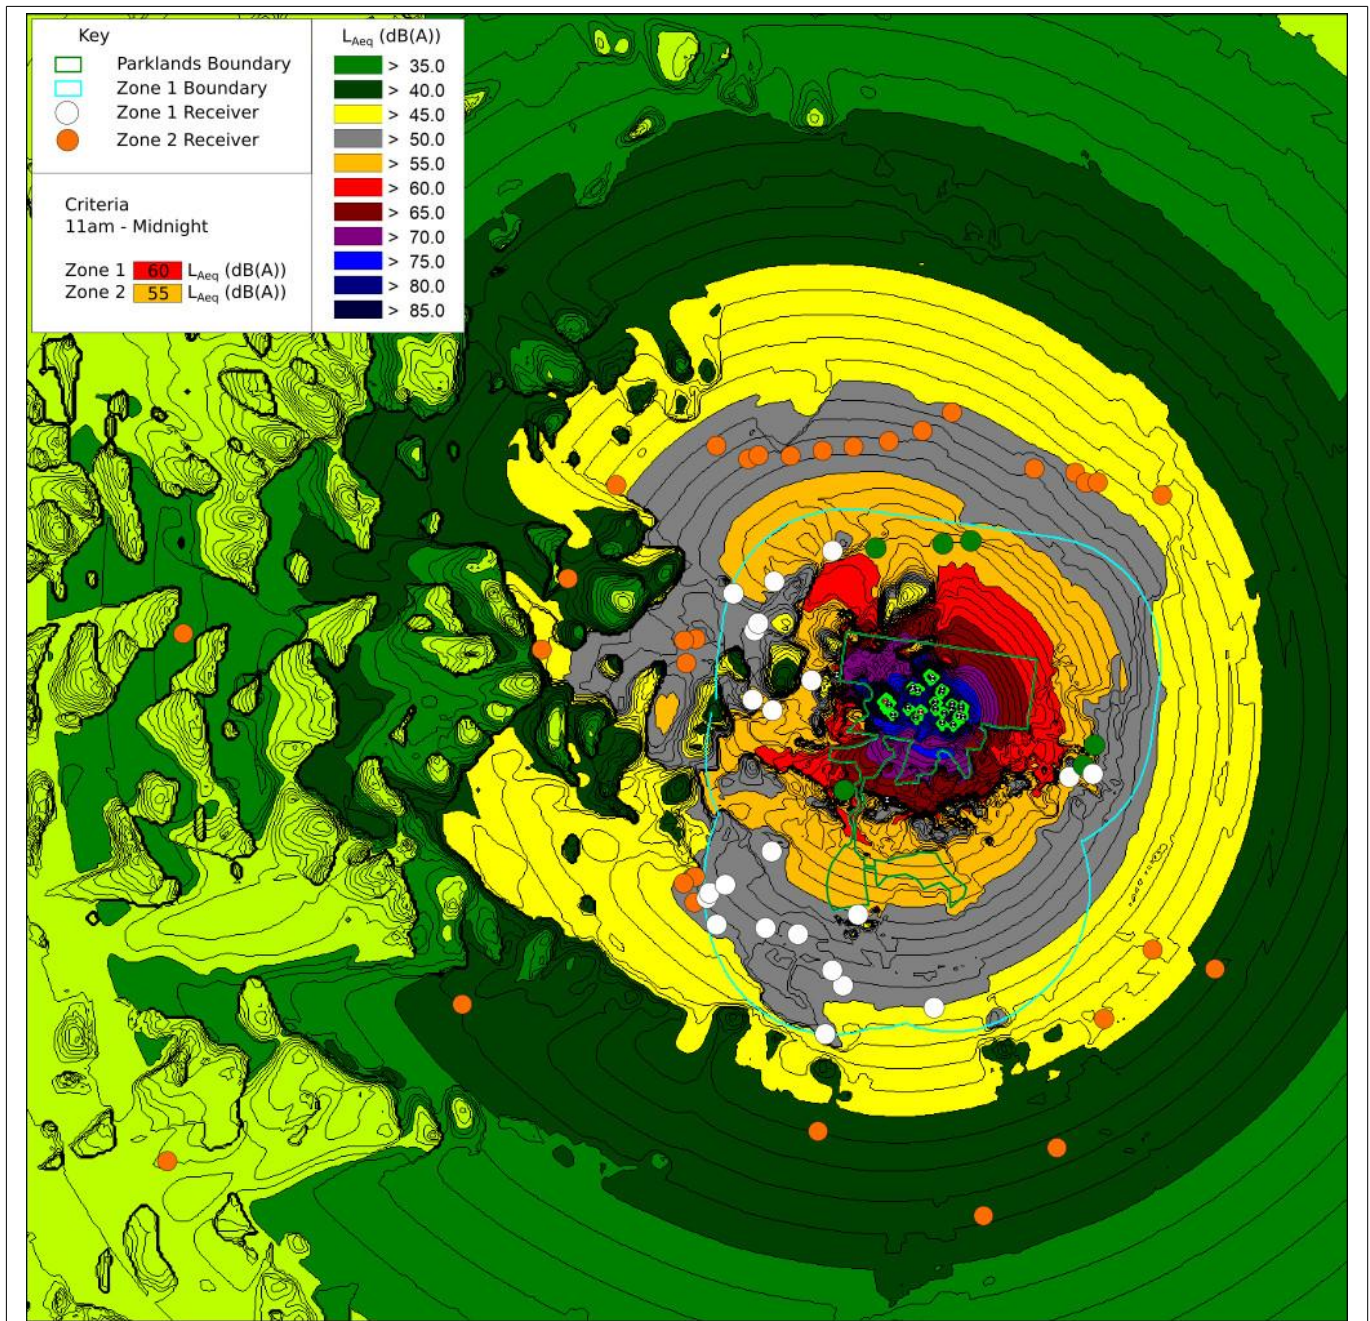 Key
Parklands Boundary
Zone 1 Boundary
Zone 1 Receiver
Zone 2 Receiver
Criteria
11am - Midnight
Zone 1 60 LAeq (dB(A))
Zone 2 55 LAeq (dB(A))
LAeq (dB(A))
> 35.0
> 40.0
> 45.0
> 50.0
> 55.0
> 60.0
> 65.0
> 70.0
> 75.0
> 80.0
> 85.0